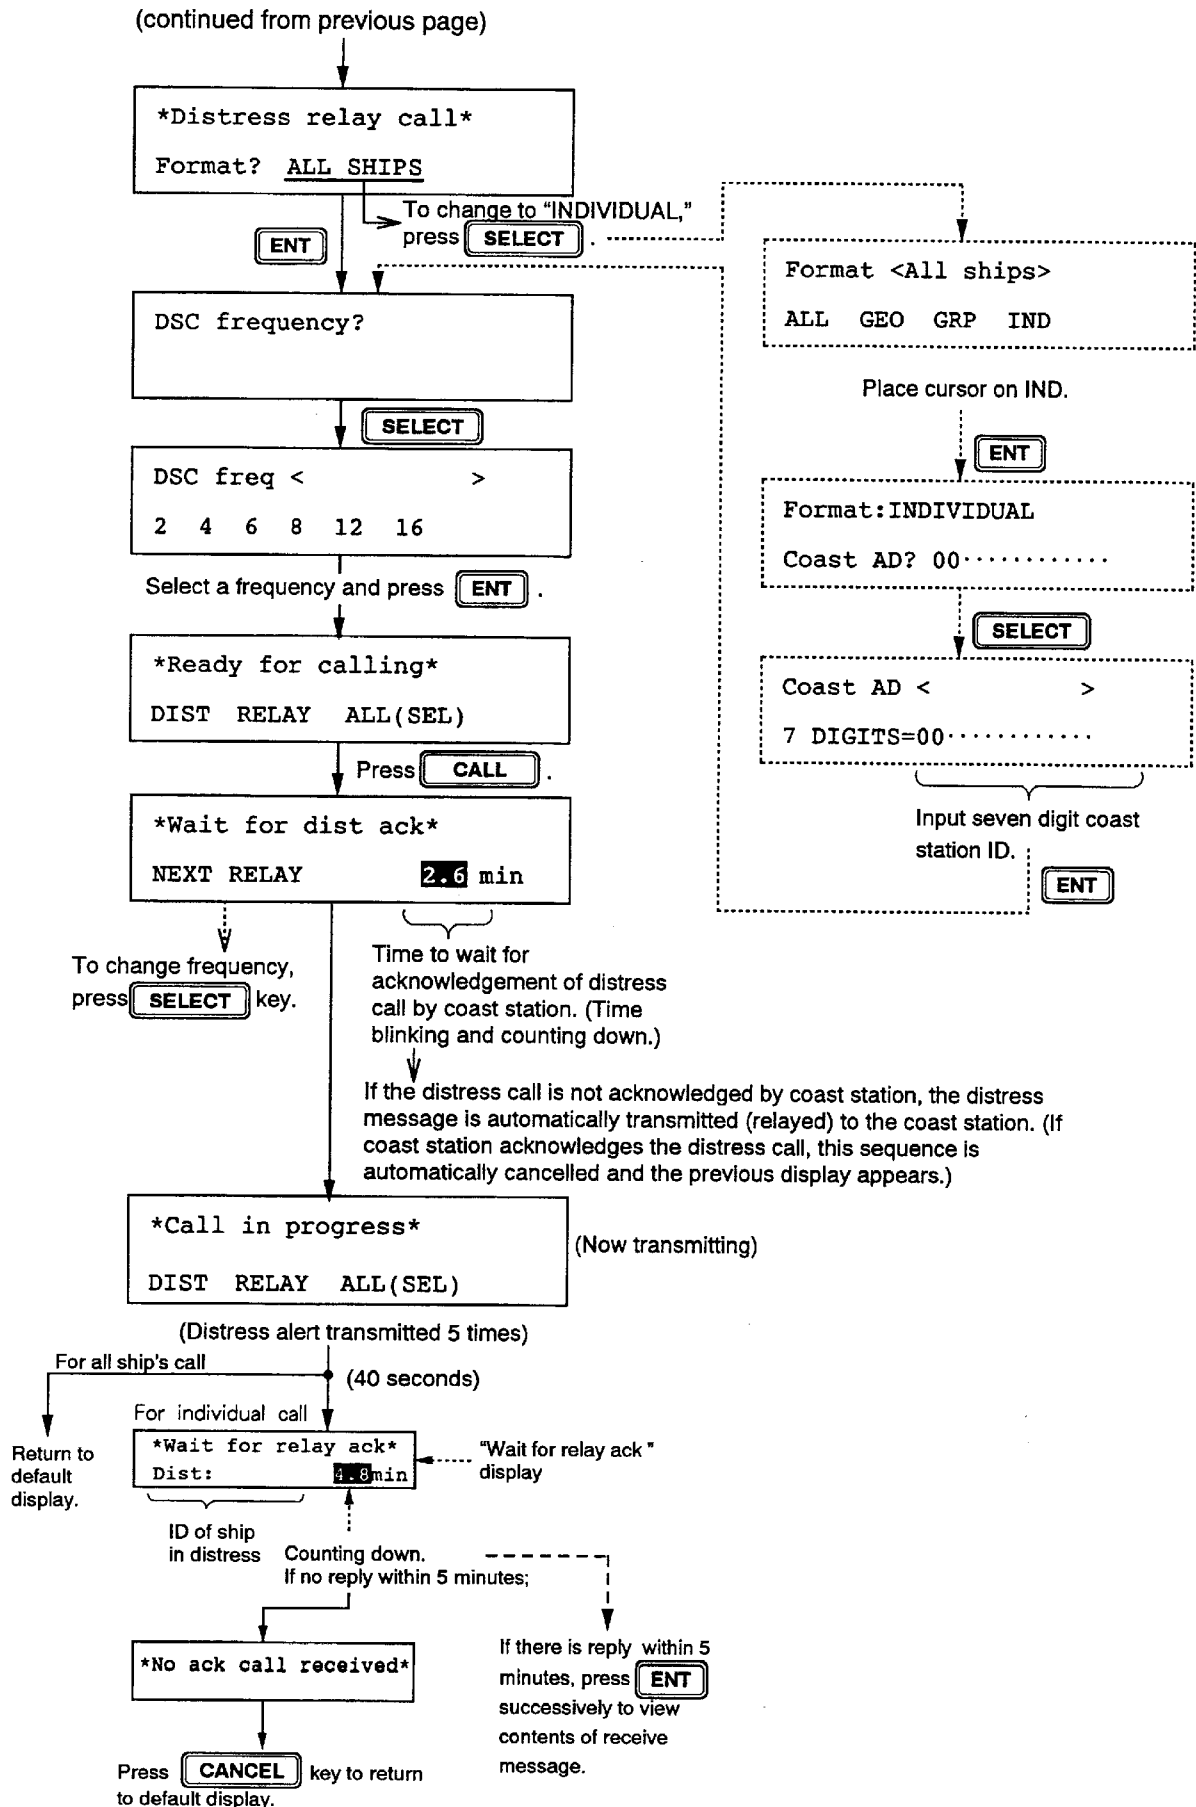 (continued from previous page)
*Distress relay call*
Format? ALL SHIPS
To change to "INDIVIDUAL,"
press SELECT .
ENT
Format <All ships>
ALL GEO GRP IND
Place cursor on IND.
ENT
Format:INDIVIDUAL
Coast AD? 00············
SELECT
Coast AD < >
7 DIGITS=00············
Input seven digit coast
station ID.
ENT
DSC frequency?
SELECT
DSC freq < >
2 4 6 8 12 16
Select a frequency and press ENT .
*Ready for calling*
DIST RELAY ALL(SEL)
Press CALL .
*Wait for dist ack*
NEXT RELAY 2.6 min
To change frequency,
press SELECT key.
Time to wait for
acknowledgement of distress
call by coast station. (Time
blinking and counting down.)
If the distress call is not acknowledged by coast station, the distress
message is automatically transmitted (relayed) to the coast station. (If
coast station acknowledges the distress call, this sequence is
automatically cancelled and the previous display appears.)
*Call in progress*
DIST RELAY ALL(SEL)
(Now transmitting)
(Distress alert transmitted 5 times)
For all ship's call
(40 seconds)
Return to
default
display.
For individual call
*Wait for relay ack*
Dist: 4.8min
"Wait for relay ack "
display
ID of ship
in distress
Counting down.
If no reply within 5 minutes;
*No ack call received*
Press CANCEL key to return
to default display.
If there is reply within 5
minutes, press ENT
successively to view
contents of receive
message.